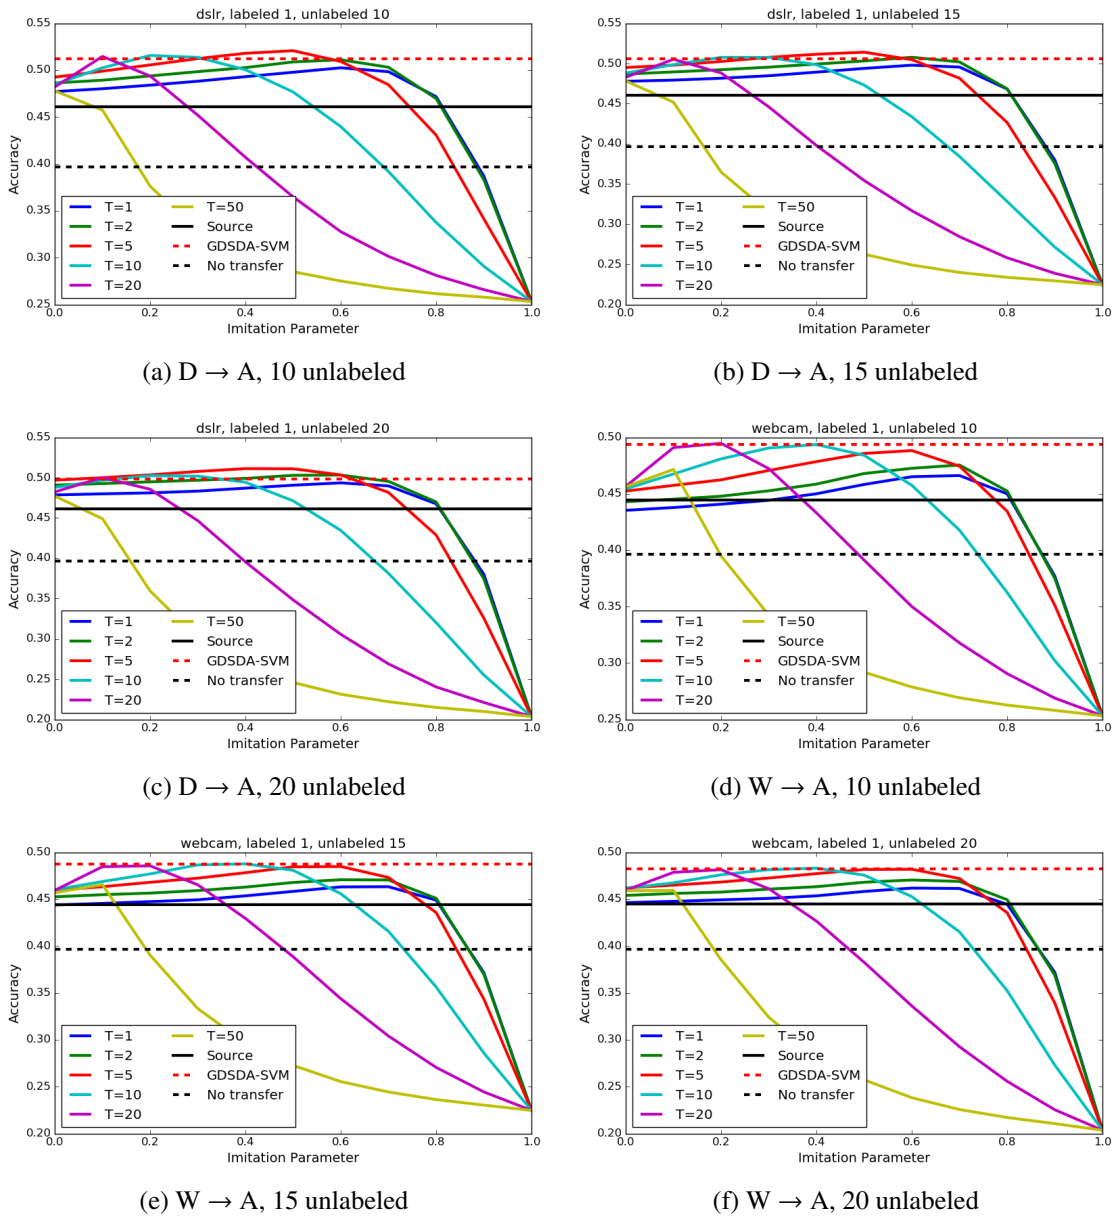 dslr, labeled 1, unlabeled 10
0.55
0.50
0.45
0.40
0.35
0.30
0.25
Accuracy
T=1
T=2
T=5
T=10
T=20
T=50
Source
GDSDA-SVM
No transfer
0.0 0.2 0.4 0.6 0.8 1.0
Imitation Parameter
(a) D → A, 10 unlabeled
dslr, labeled 1, unlabeled 15
0.55
0.50
0.45
0.40
0.35
0.30
0.25
0.20
Accuracy
T=1
T=2
T=5
T=10
T=20
T=50
Source
GDSDA-SVM
No transfer
0.0 0.2 0.4 0.6 0.8 1.0
Imitation Parameter
(b) D → A, 15 unlabeled
dslr, labeled 1, unlabeled 20
0.55
0.50
0.45
0.40
0.35
0.30
0.25
0.20
Accuracy
T=1
T=2
T=5
T=10
T=20
T=50
Source
GDSDA-SVM
No transfer
0.0 0.2 0.4 0.6 0.8 1.0
Imitation Parameter
(c) D → A, 20 unlabeled
webcam, labeled 1, unlabeled 10
0.50
0.45
0.40
0.35
0.30
0.25
Accuracy
T=1
T=2
T=5
T=10
T=20
T=50
Source
GDSDA-SVM
No transfer
0.0 0.2 0.4 0.6 0.8 1.0
Imitation Parameter
(d) W → A, 10 unlabeled
webcam, labeled 1, unlabeled 15
0.50
0.45
0.40
0.35
0.30
0.25
0.20
Accuracy
T=1
T=2
T=5
T=10
T=20
T=50
Source
GDSDA-SVM
No transfer
0.0 0.2 0.4 0.6 0.8 1.0
Imitation Parameter
(e) W → A, 15 unlabeled
webcam, labeled 1, unlabeled 20
0.50
0.45
0.40
0.35
0.30
0.25
0.20
Accuracy
T=1
T=2
T=5
T=10
T=20
T=50
Source
GDSDA-SVM
No transfer
0.0 0.2 0.4 0.6 0.8 1.0
Imitation Parameter
(f) W → A, 20 unlabeled